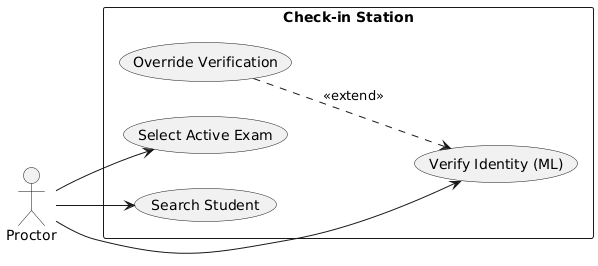 Check-in Station
Override Verification
«extend»
Select Active Exam
Verify Identity (ML)
Search Student
Proctor